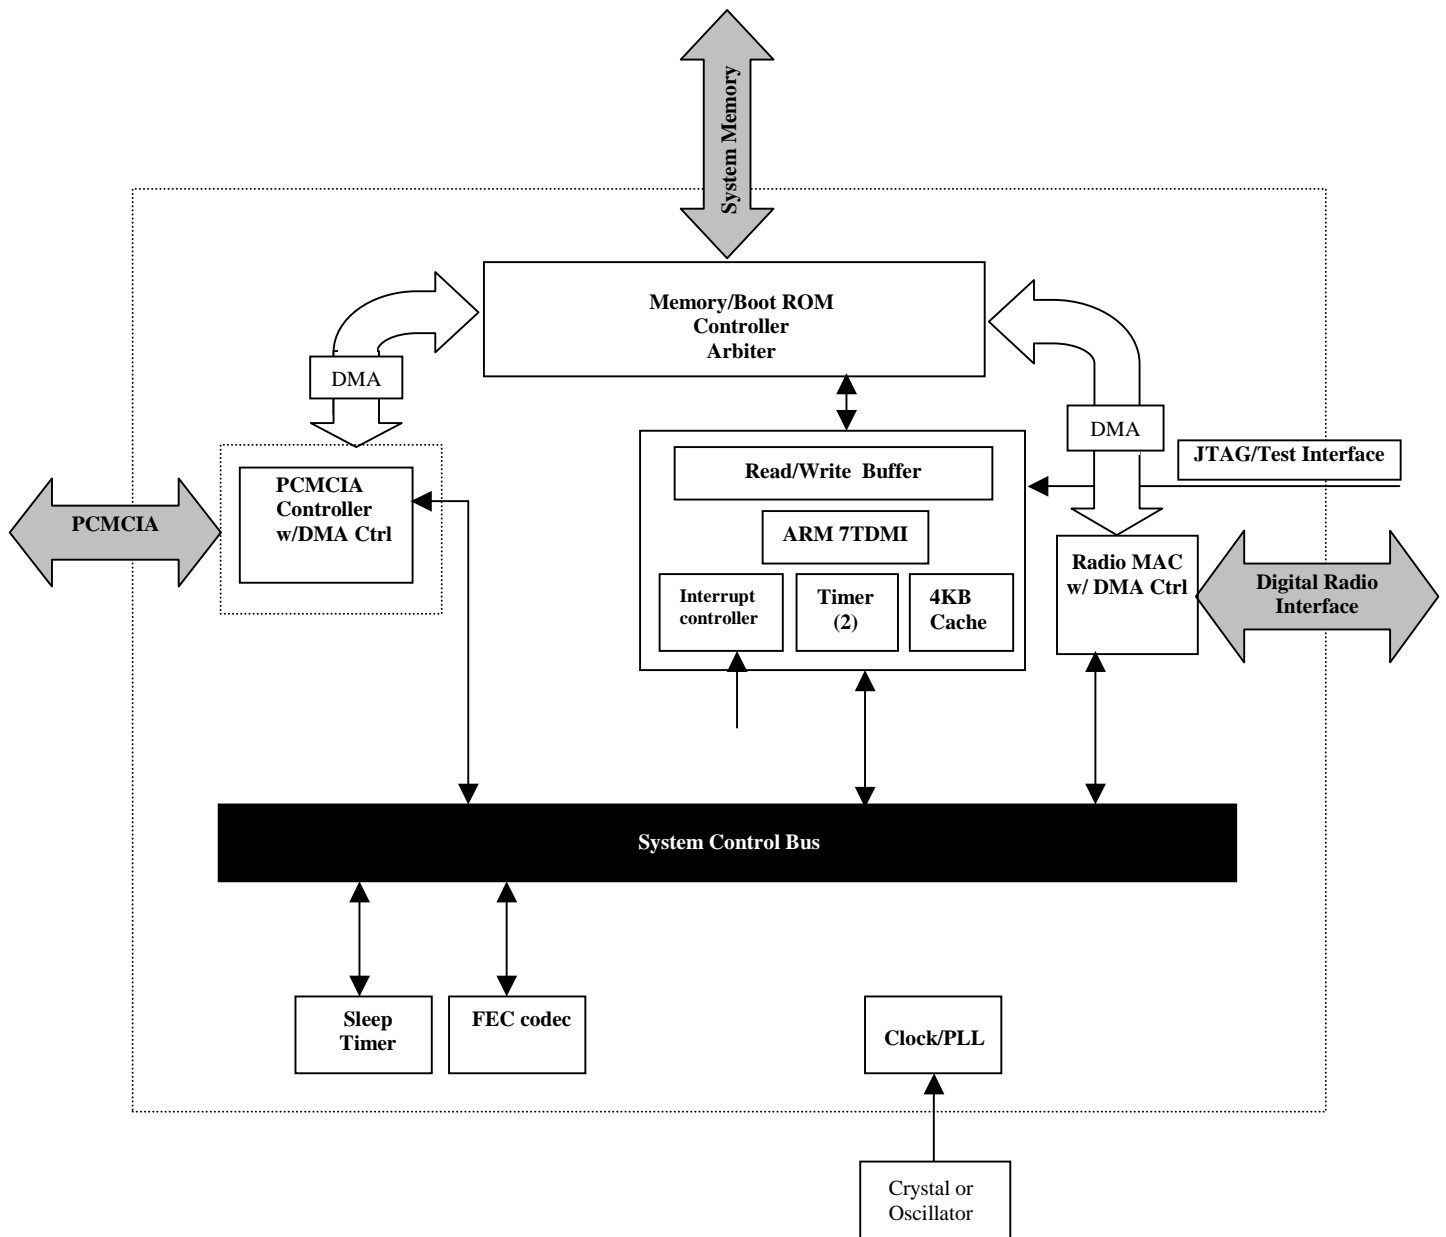 System Memory
Memory/Boot ROM
Controller
Arbiter
DMA
DMA
JTAG/Test Interface
Read/Write Buffer
PCMCIA
Controller
w/DMA Ctrl
PCMCIA
ARM 7TDMI
Radio MAC
w/ DMA Ctrl
Digital Radio
Interface
Interrupt
controller
Timer
(2)
4KB
Cache
System Control Bus
Sleep
Timer
FEC codec
Clock/PLL
Crystal or
Oscillator